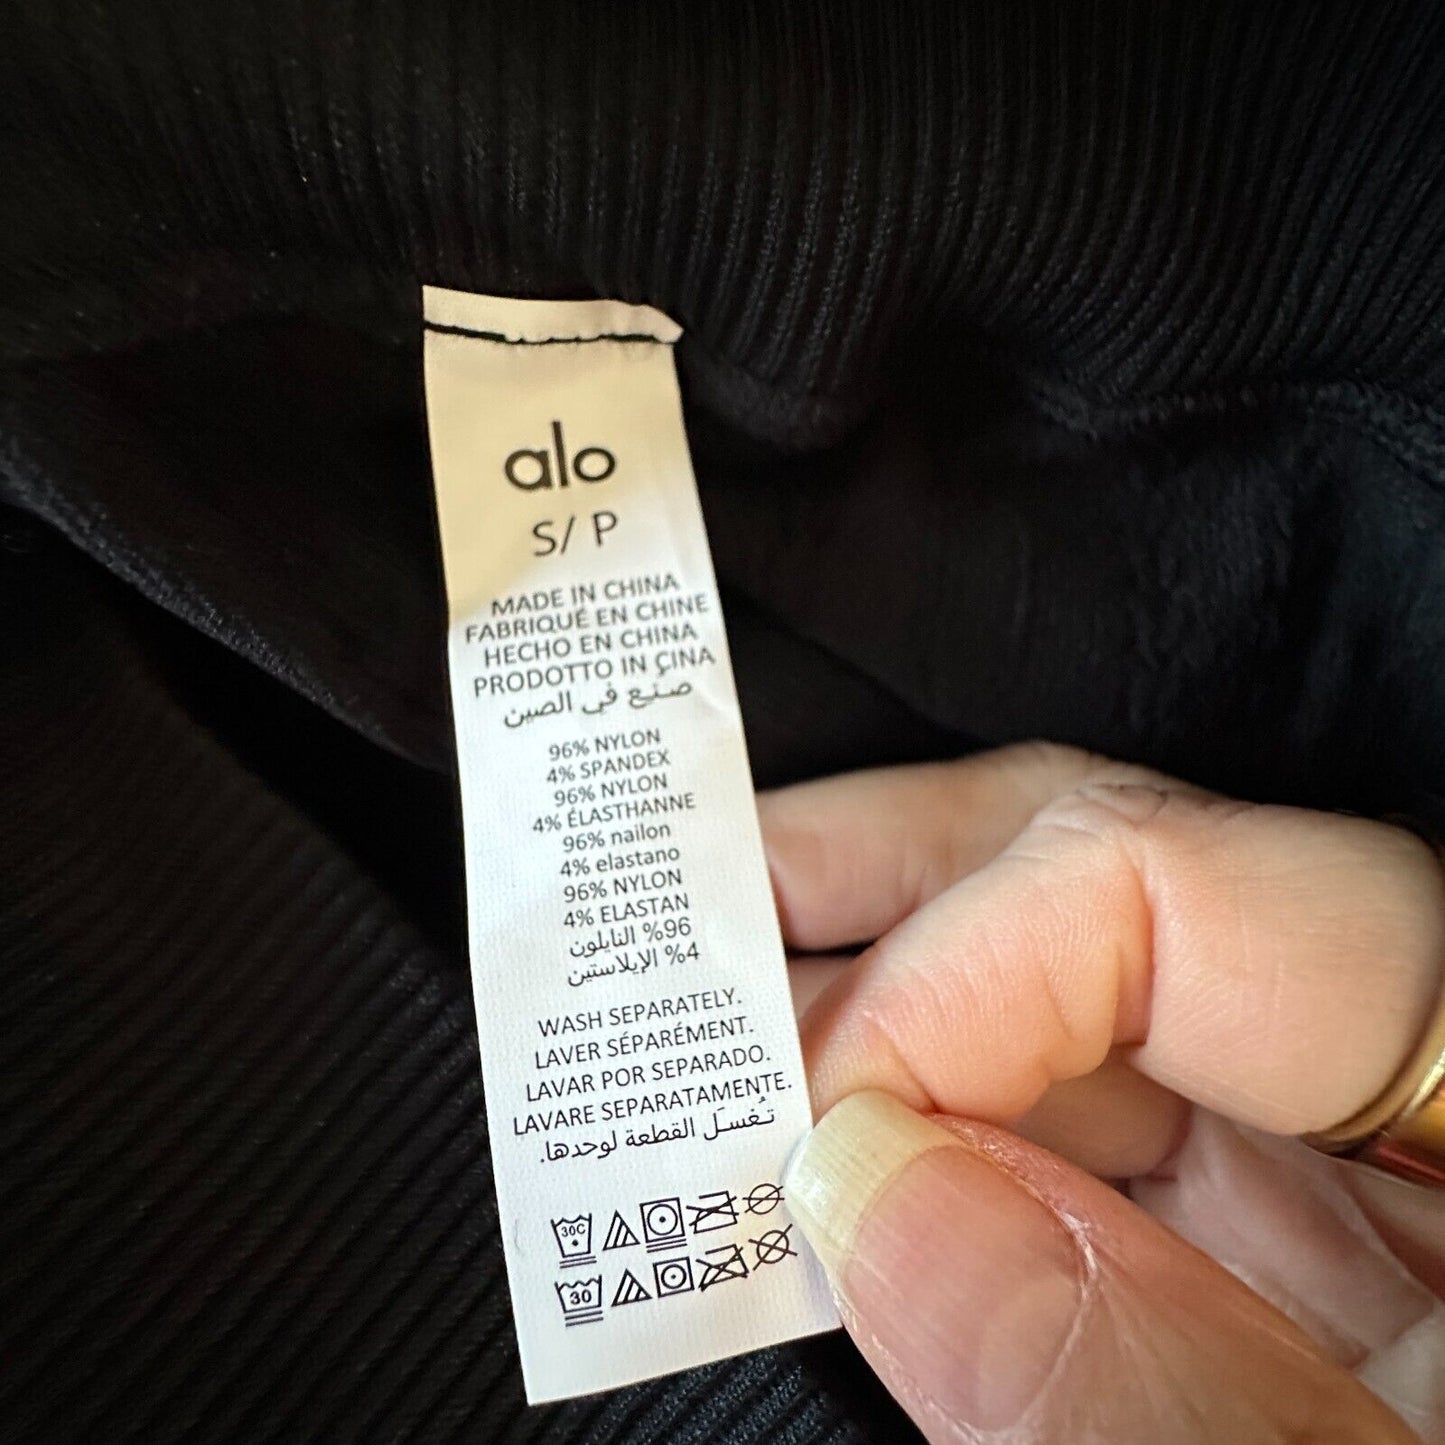 alo
S/ P
MADE IN CHINA
FABRIQUÉ EN CHINE
HECHO EN CHINA
PRODOTTO IN ÇINA
صنع في الصين
96% NYLON
4% SPANDEX
96% NYLON
4% ÉLASTHANNE
96% nailon
4% elastano
96% NYLON
4% ELASTAN
96% النايلون
4% الإيلاستين
WASH SEPARATELY.
LAVER SÉPARÉMENT.
LAVAR POR SEPARADO.
LAVARE SEPARATAMENTE.
تُغسل القطعة لوحدها.
30C
30